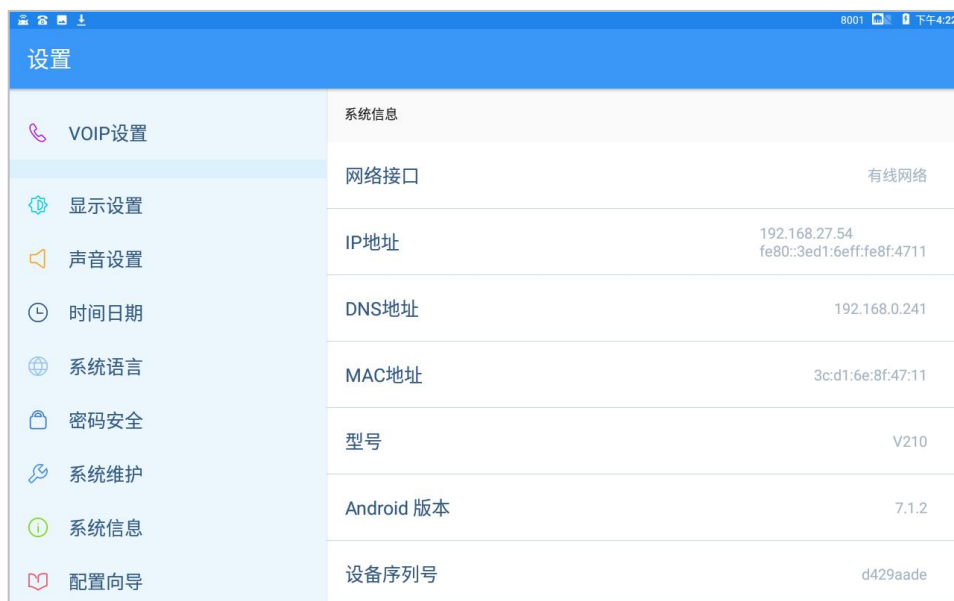 8001 下午4:22
设置
VOIP设置
显示设置
声音设置
时间日期
系统语言
密码安全
系统维护
系统信息
配置向导
系统信息
网络接口 有线网络
IP地址 192.168.27.54
fe80::3ed1:6eff:fe8f:4711
DNS地址 192.168.0.241
MAC地址 3c:d1:6e:8f:47:11
型号 V210
Android 版本 7.1.2
设备序列号 d429aade